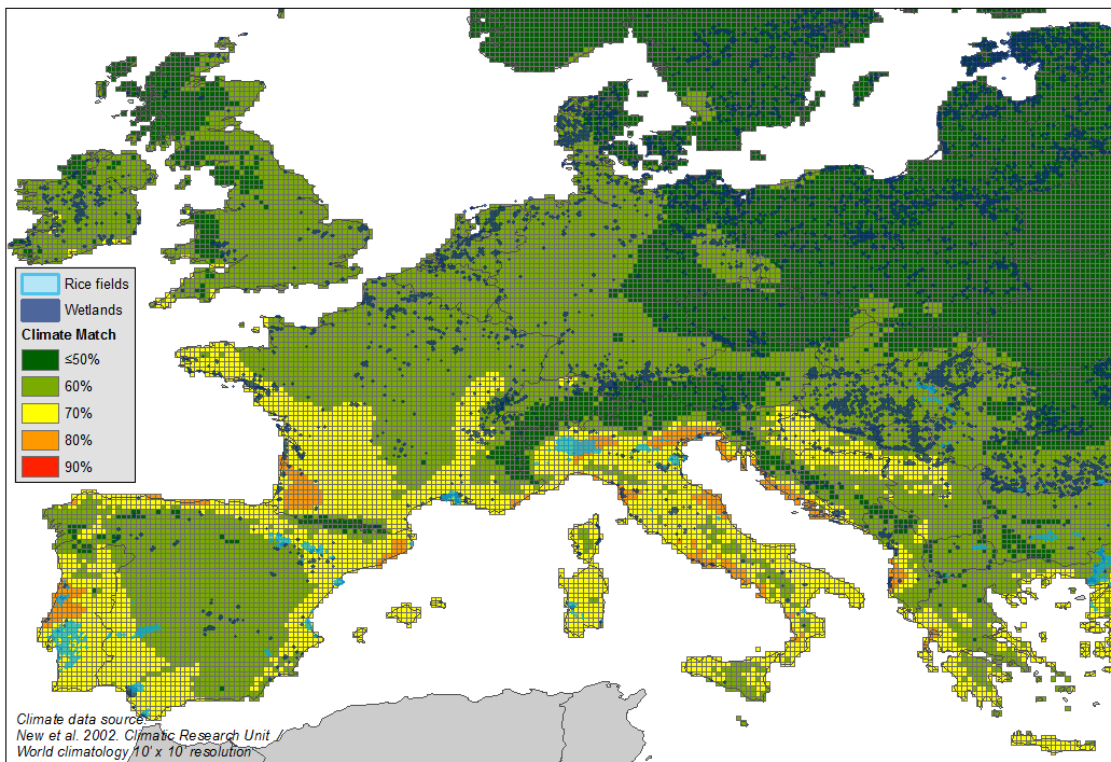 Rice fields
Wetlands
Climate Match
≤50%
60%
70%
80%
90%
Climate data source:
New et al. 2002. Climatic Research Unit /
World climatology 10' x 10' resolution